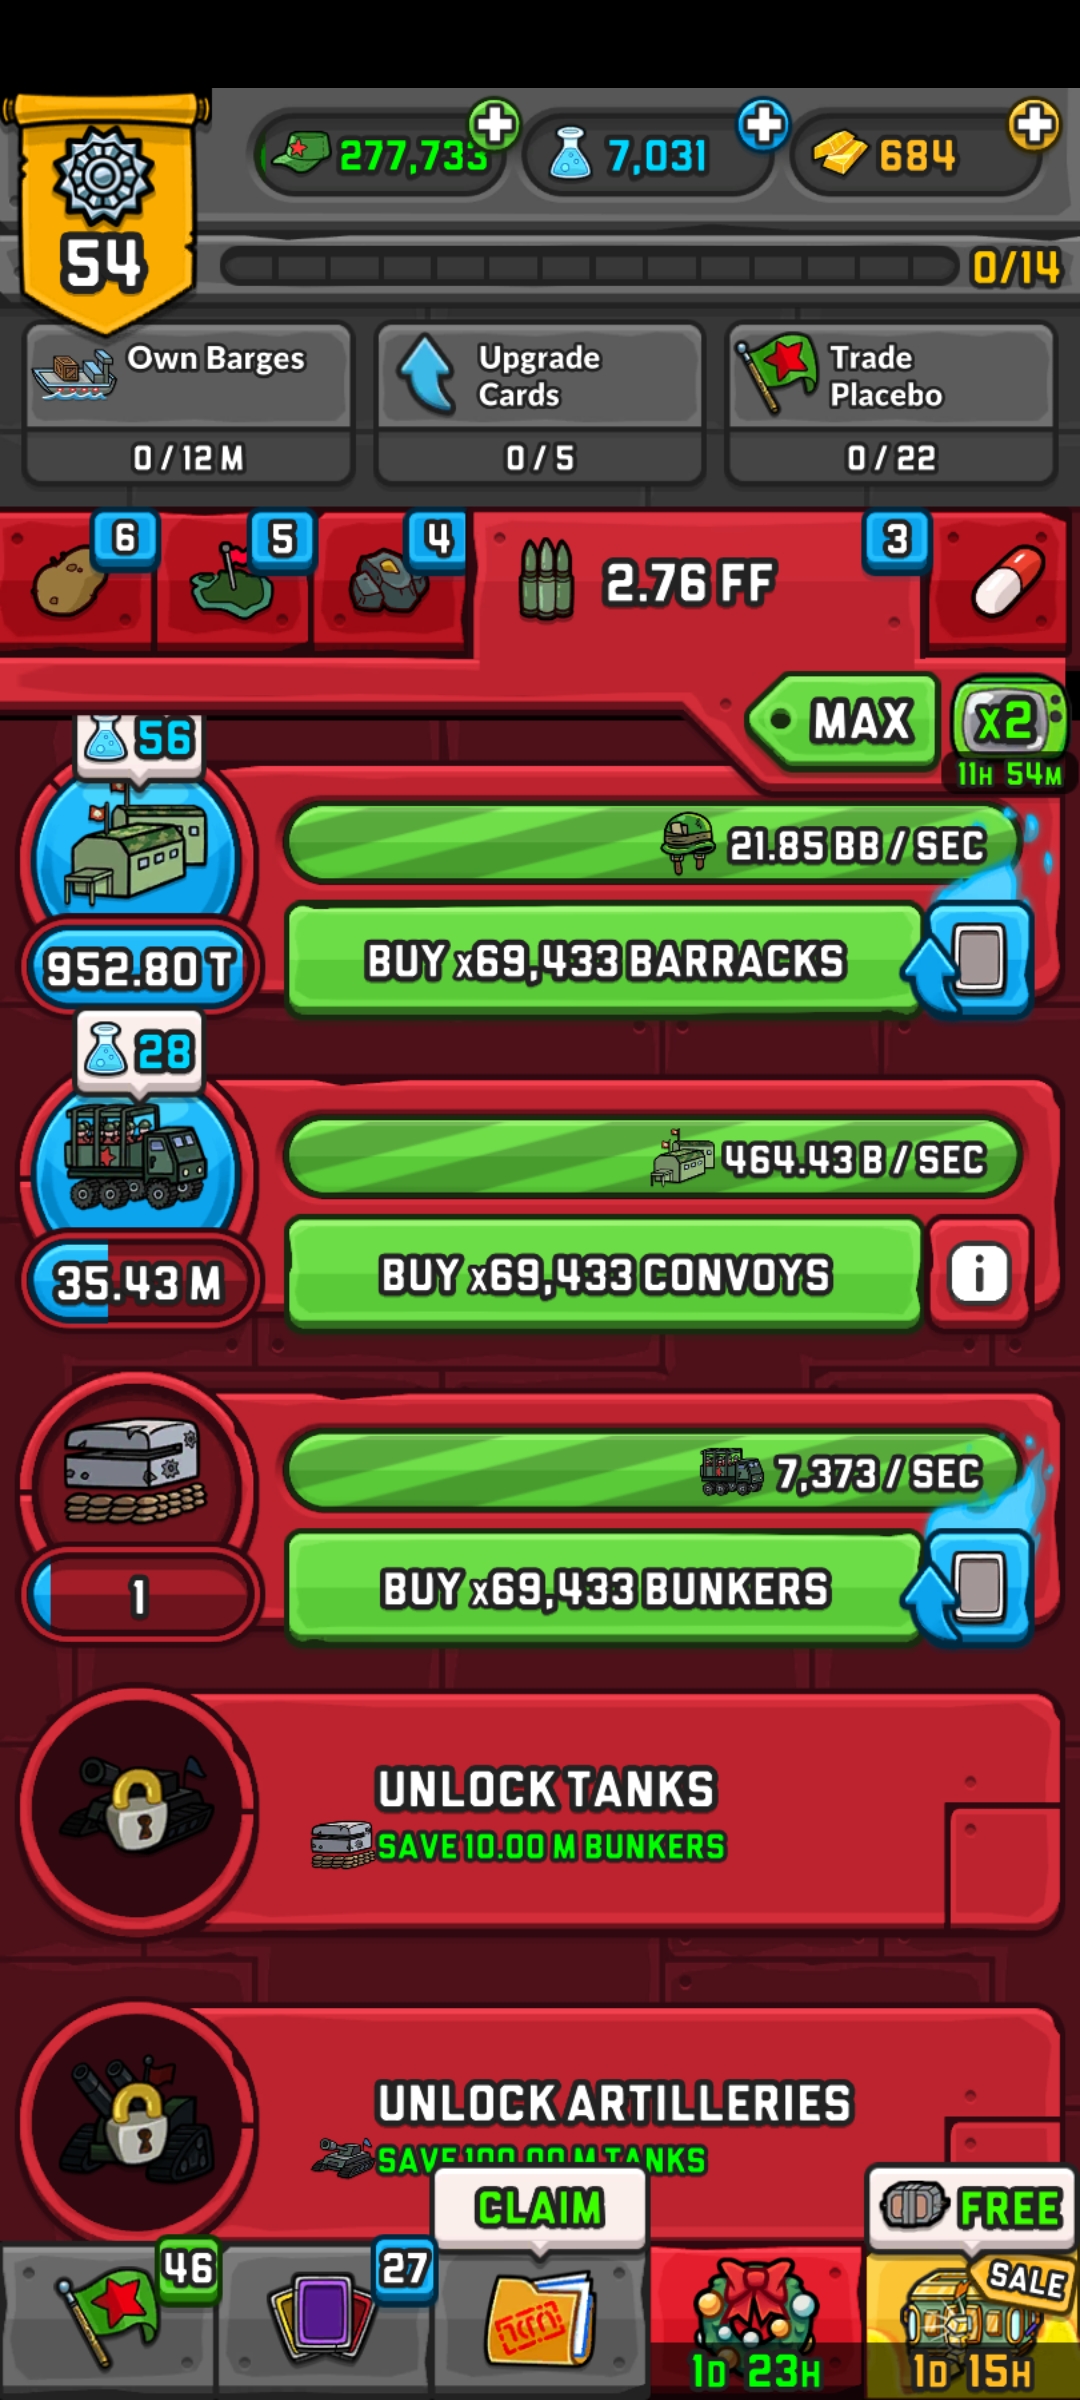 277,733
7,031
684
54
0/14
Own Barges
0 / 12 M
Upgrade
Cards
0 / 5
Trade
Placebo
0 / 22
6
5
4
2.76 FF
3
MAX
x2
11H 54M
56
21.85 BB / SEC
952.80 T
BUY x69,433 BARRACKS
28
464.43 B / SEC
35.43 M
BUY x69,433 CONVOYS
i
7,373 / SEC
1
BUY x69,433 BUNKERS
UNLOCK TANKS
SAVE 10.00 M BUNKERS
UNLOCK ARTILLERIES
SAVE 100.00 M TANKS
CLAIM
FREE
46
27
SALE
1D 23H
1D 15H